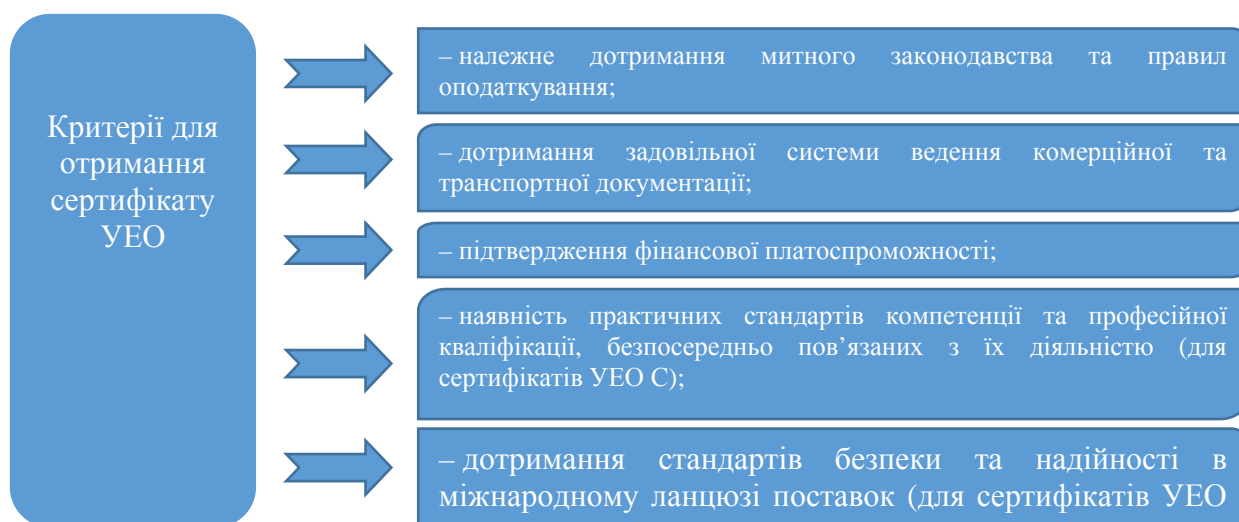 Критерії для
отримання
сертифікату
УЕО
– належне дотримання митного законодавства та правил
оподаткування;
– дотримання задовільної системи ведення комерційної та
транспортної документації;
– підтвердження фінансової платоспроможності;
– наявність практичних стандартів компетенції та професійної
кваліфікації, безпосередньо пов’язаних з їх діяльністю (для
сертифікатів УЕО С);
– дотримання стандартів безпеки та надійності в
міжнародному ланцюзі поставок (для сертифікатів УЕО